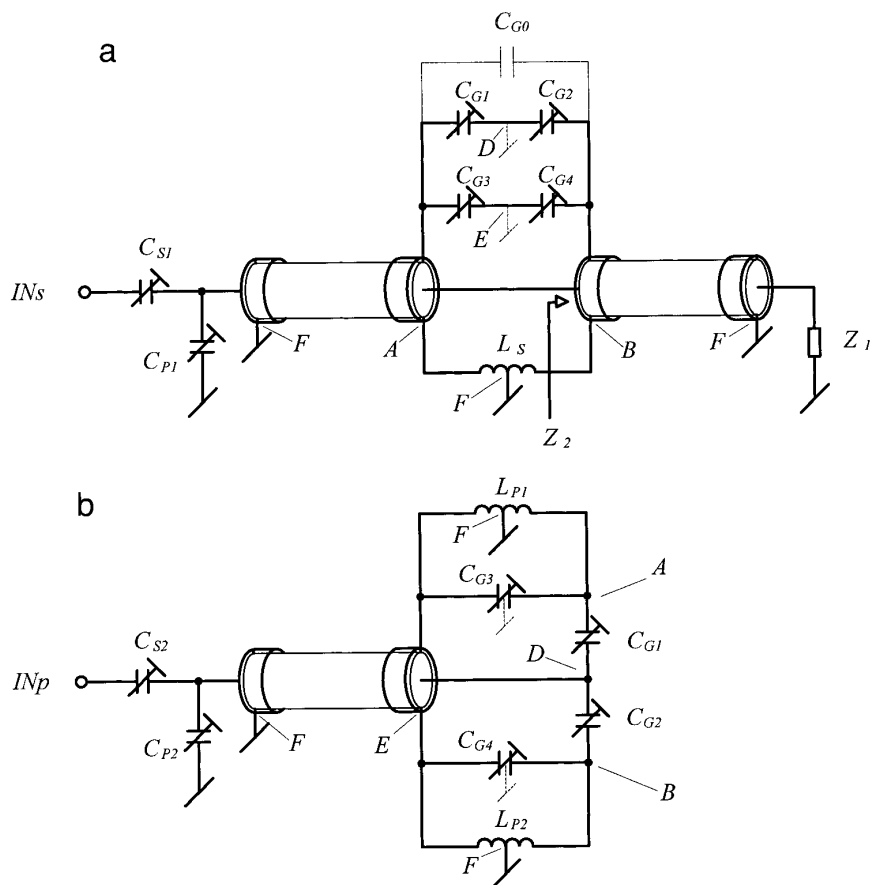 a
C_G0
C_G1 C_G2
D
C_G3 C_G4
E
C_S1
INs
C_P1
F A L_S B F Z_1
F
Z_2
b
L_P1
F
C_G3 A
C_S2 D C_G1
INp
C_P2 F E C_G4 C_G2
B
L_P2
F